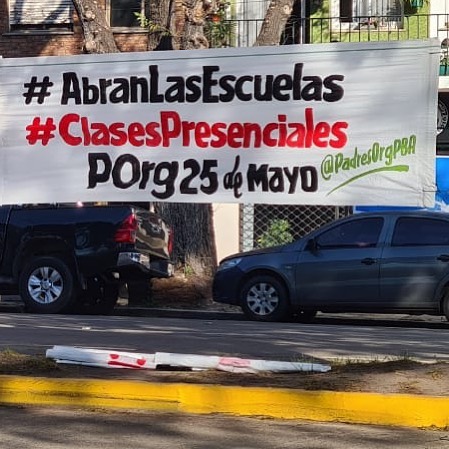 # AbranLasEscuelas
#ClasesPresenciales
POrg 25 de Mayo @PadresOrgPBA